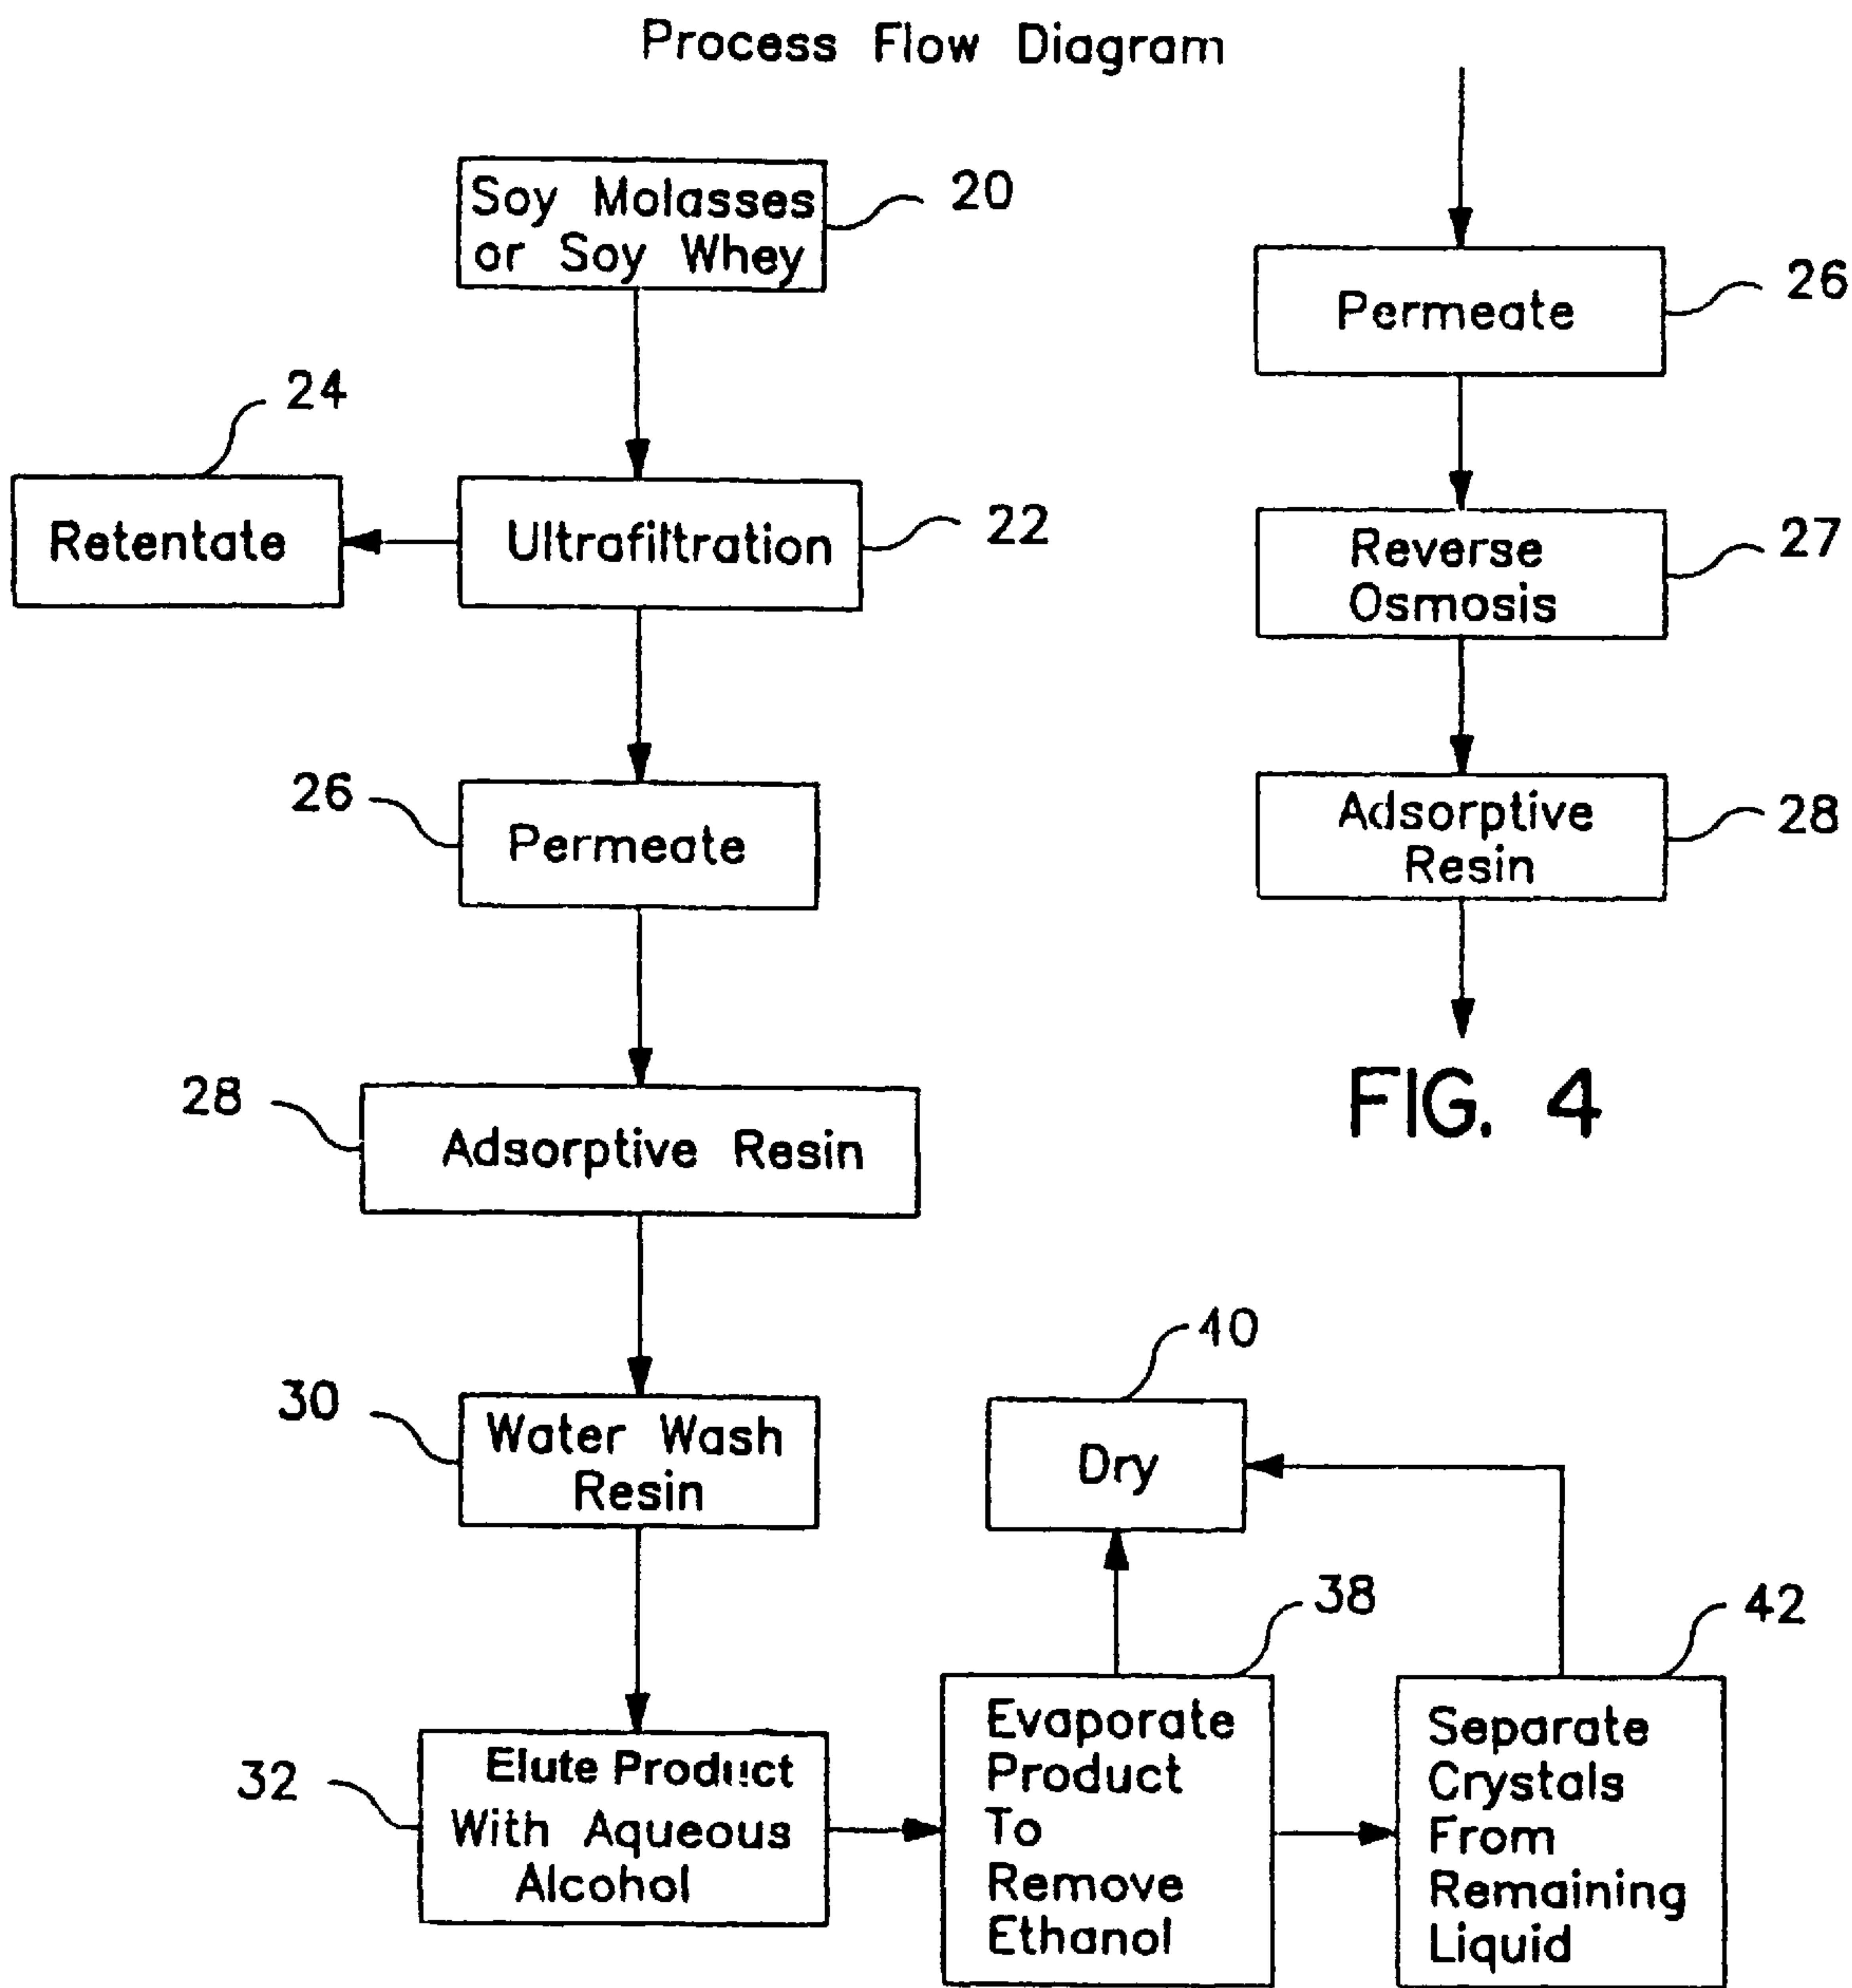 Process Flow Diagram
Soy Molasses
or Soy Whey
20
24
Retentate
Ultrafiltration
22
26
Permeate
28
Adsorptive Resin
30
Water Wash
Resin
32
Elute Product
With Aqueous
Alcohol
40
Dry
38
Evaporate
Product
To
Remove
Ethanol
42
Separate
Crystals
From
Remaining
Liquid
Permeate
26
Reverse
Osmosis
27
Adsorptive
Resin
28
FIG. 4